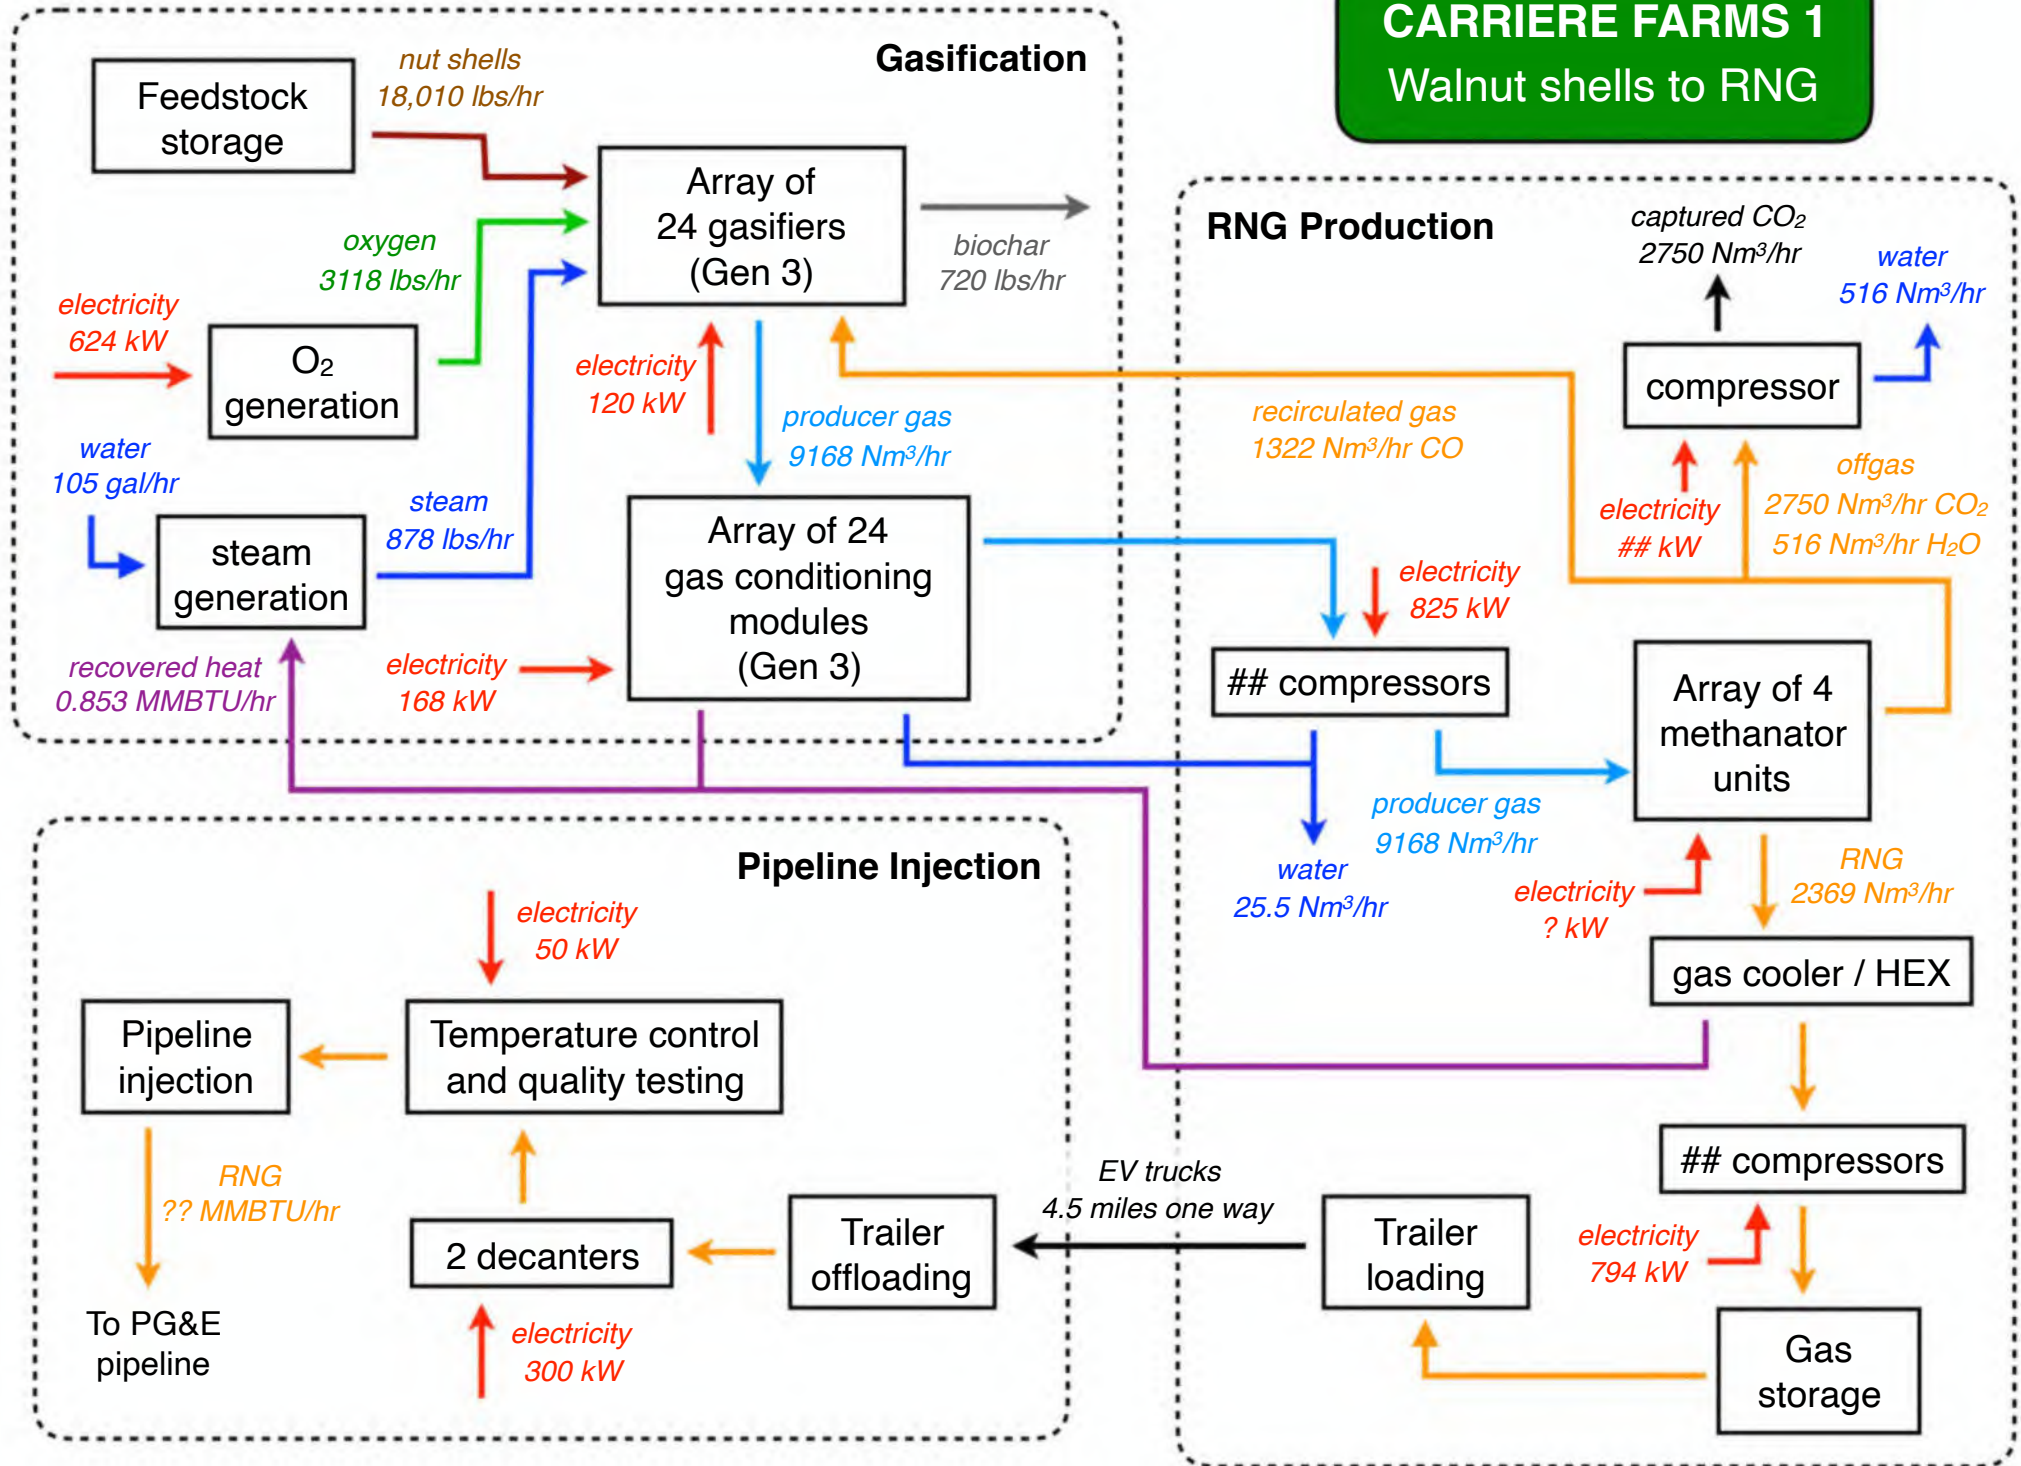 CARRIERE FARMS 1
Walnut shells to RNG
Gasification
Feedstock
storage
nut shells
18,010 lbs/hr
Array of
24 gasifiers
(Gen 3)
biochar
720 lbs/hr
oxygen
3118 lbs/hr
electricity
624 kW
O₂
generation
electricity
120 kW
producer gas
9168 Nm³/hr
water
105 gal/hr
steam
generation
steam
878 lbs/hr
Array of 24
gas conditioning
modules
(Gen 3)
recovered heat
0.853 MMBTU/hr
electricity
168 kW
RNG Production
captured CO₂
2750 Nm³/hr
water
516 Nm³/hr
compressor
recirculated gas
1322 Nm³/hr CO
electricity
## kW
offgas
2750 Nm³/hr CO₂
516 Nm³/hr H₂O
electricity
825 kW
## compressors
Array of 4
methanator
units
producer gas
9168 Nm³/hr
water
25.5 Nm³/hr
electricity
? kW
RNG
2369 Nm³/hr
gas cooler / HEX
## compressors
electricity
794 kW
Gas
storage
Trailer
loading
EV trucks
4.5 miles one way
Pipeline Injection
electricity
50 kW
Pipeline
injection
Temperature control
and quality testing
RNG
?? MMBTU/hr
2 decanters
Trailer
offloading
electricity
300 kW
To PG&E
pipeline